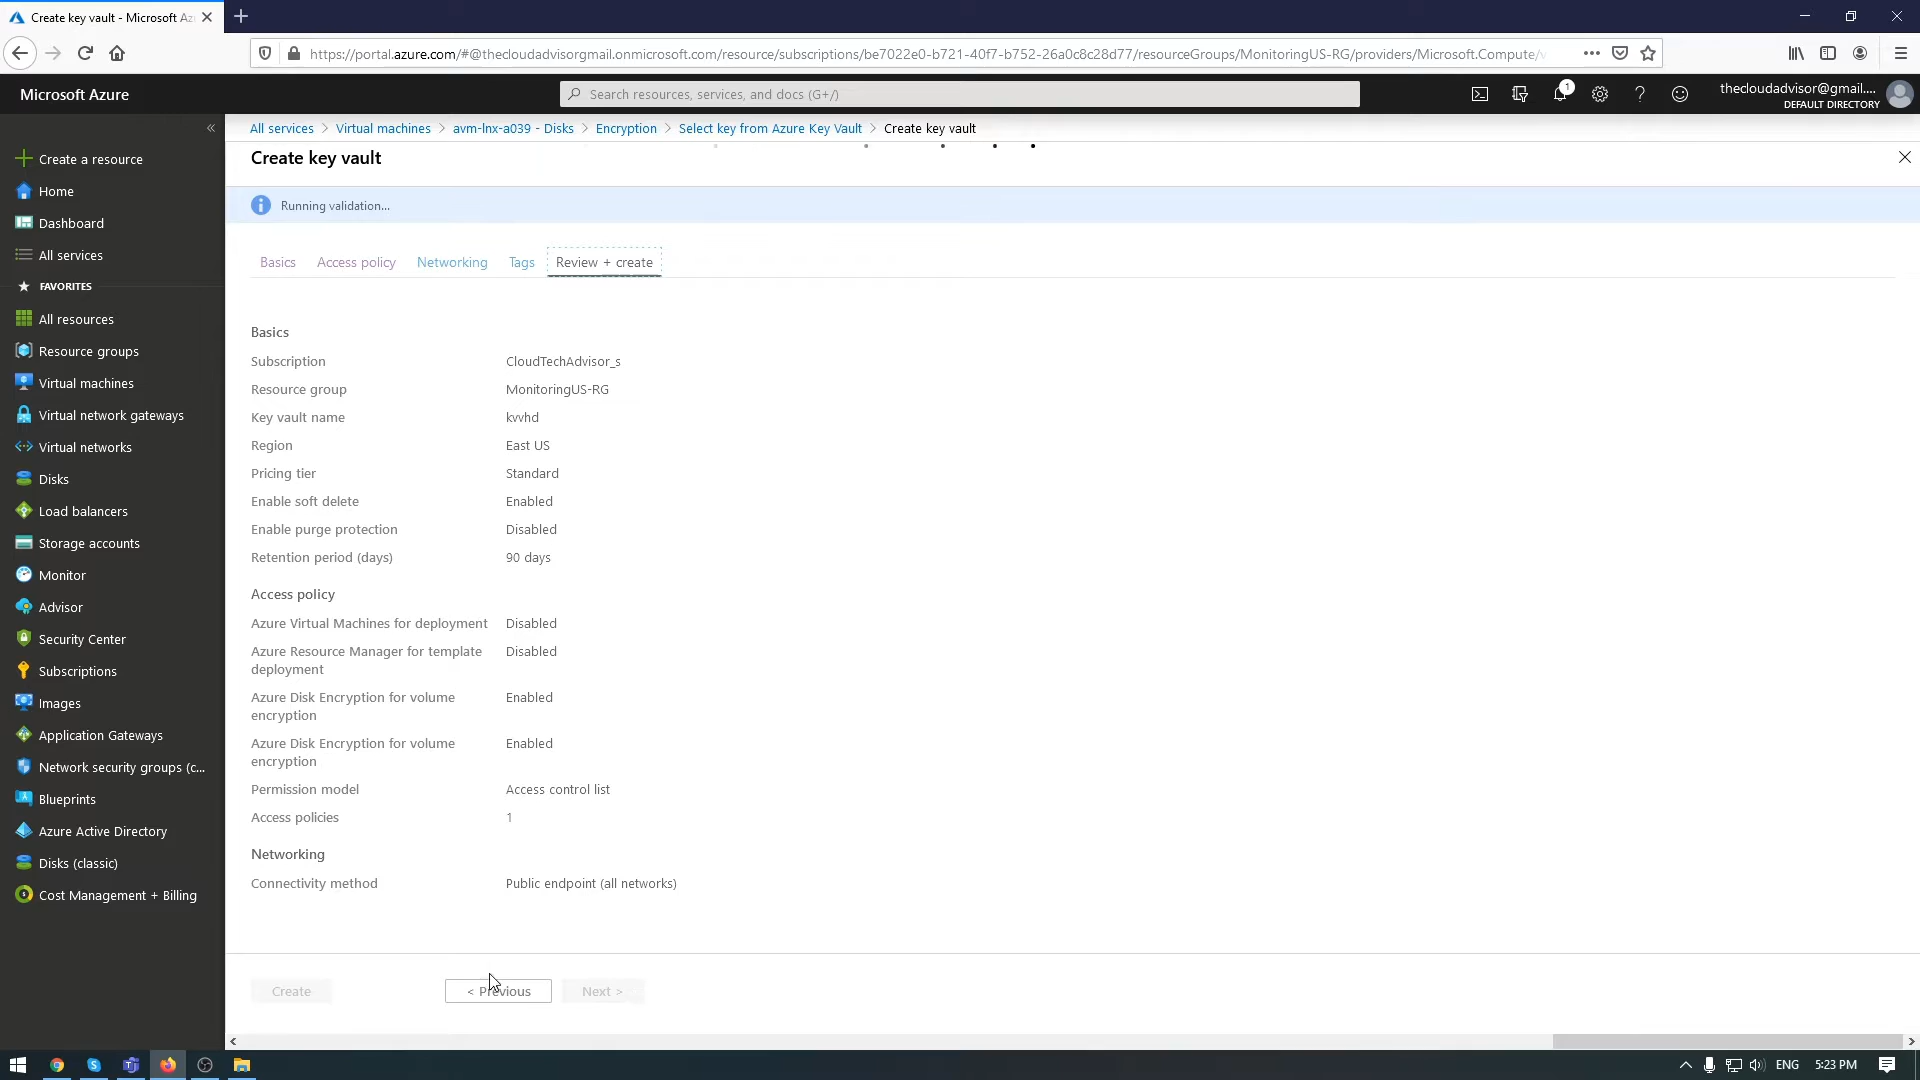 Create key vault - Microsoft Az
https://portal.azure.com/#@thecloudadvisorgmail.onmicrosoft.com/resource/subscriptions/be7022e0-b721-40f7-b752-26a0c8c28d77/resourceGroups/MonitoringUS-RG/providers/Microsoft.Compute/v
Microsoft Azure
Search resources, services, and docs (G+/)
1
thecloudadvisor@gmail....
DEFAULT DIRECTORY
All services > Virtual machines > avm-lnx-a039 - Disks > Encryption > Select key from Azure Key Vault > Create key vault
Create key vault
Running validation...
Basics Access policy Networking Tags Review + create
Create a resource
Home
Dashboard
All services
FAVORITES
All resources
Resource groups
Virtual machines
Virtual network gateways
Virtual networks
Disks
Load balancers
Storage accounts
Monitor
Advisor
Security Center
Subscriptions
Images
Application Gateways
Network security groups (c...
Blueprints
Azure Active Directory
Disks (classic)
Cost Management + Billing
Basics
Subscription CloudTechAdvisor_s
Resource group MonitoringUS-RG
Key vault name kvvhd
Region East US
Pricing tier Standard
Enable soft delete Enabled
Enable purge protection Disabled
Retention period (days) 90 days
Access policy
Azure Virtual Machines for deployment Disabled
Azure Resource Manager for template Disabled
deployment
Azure Disk Encryption for volume Enabled
encryption
Azure Disk Encryption for volume Enabled
encryption
Permission model Access control list
Access policies 1
Networking
Connectivity method Public endpoint (all networks)
Create < Previous Next >
ENG 5:23 PM